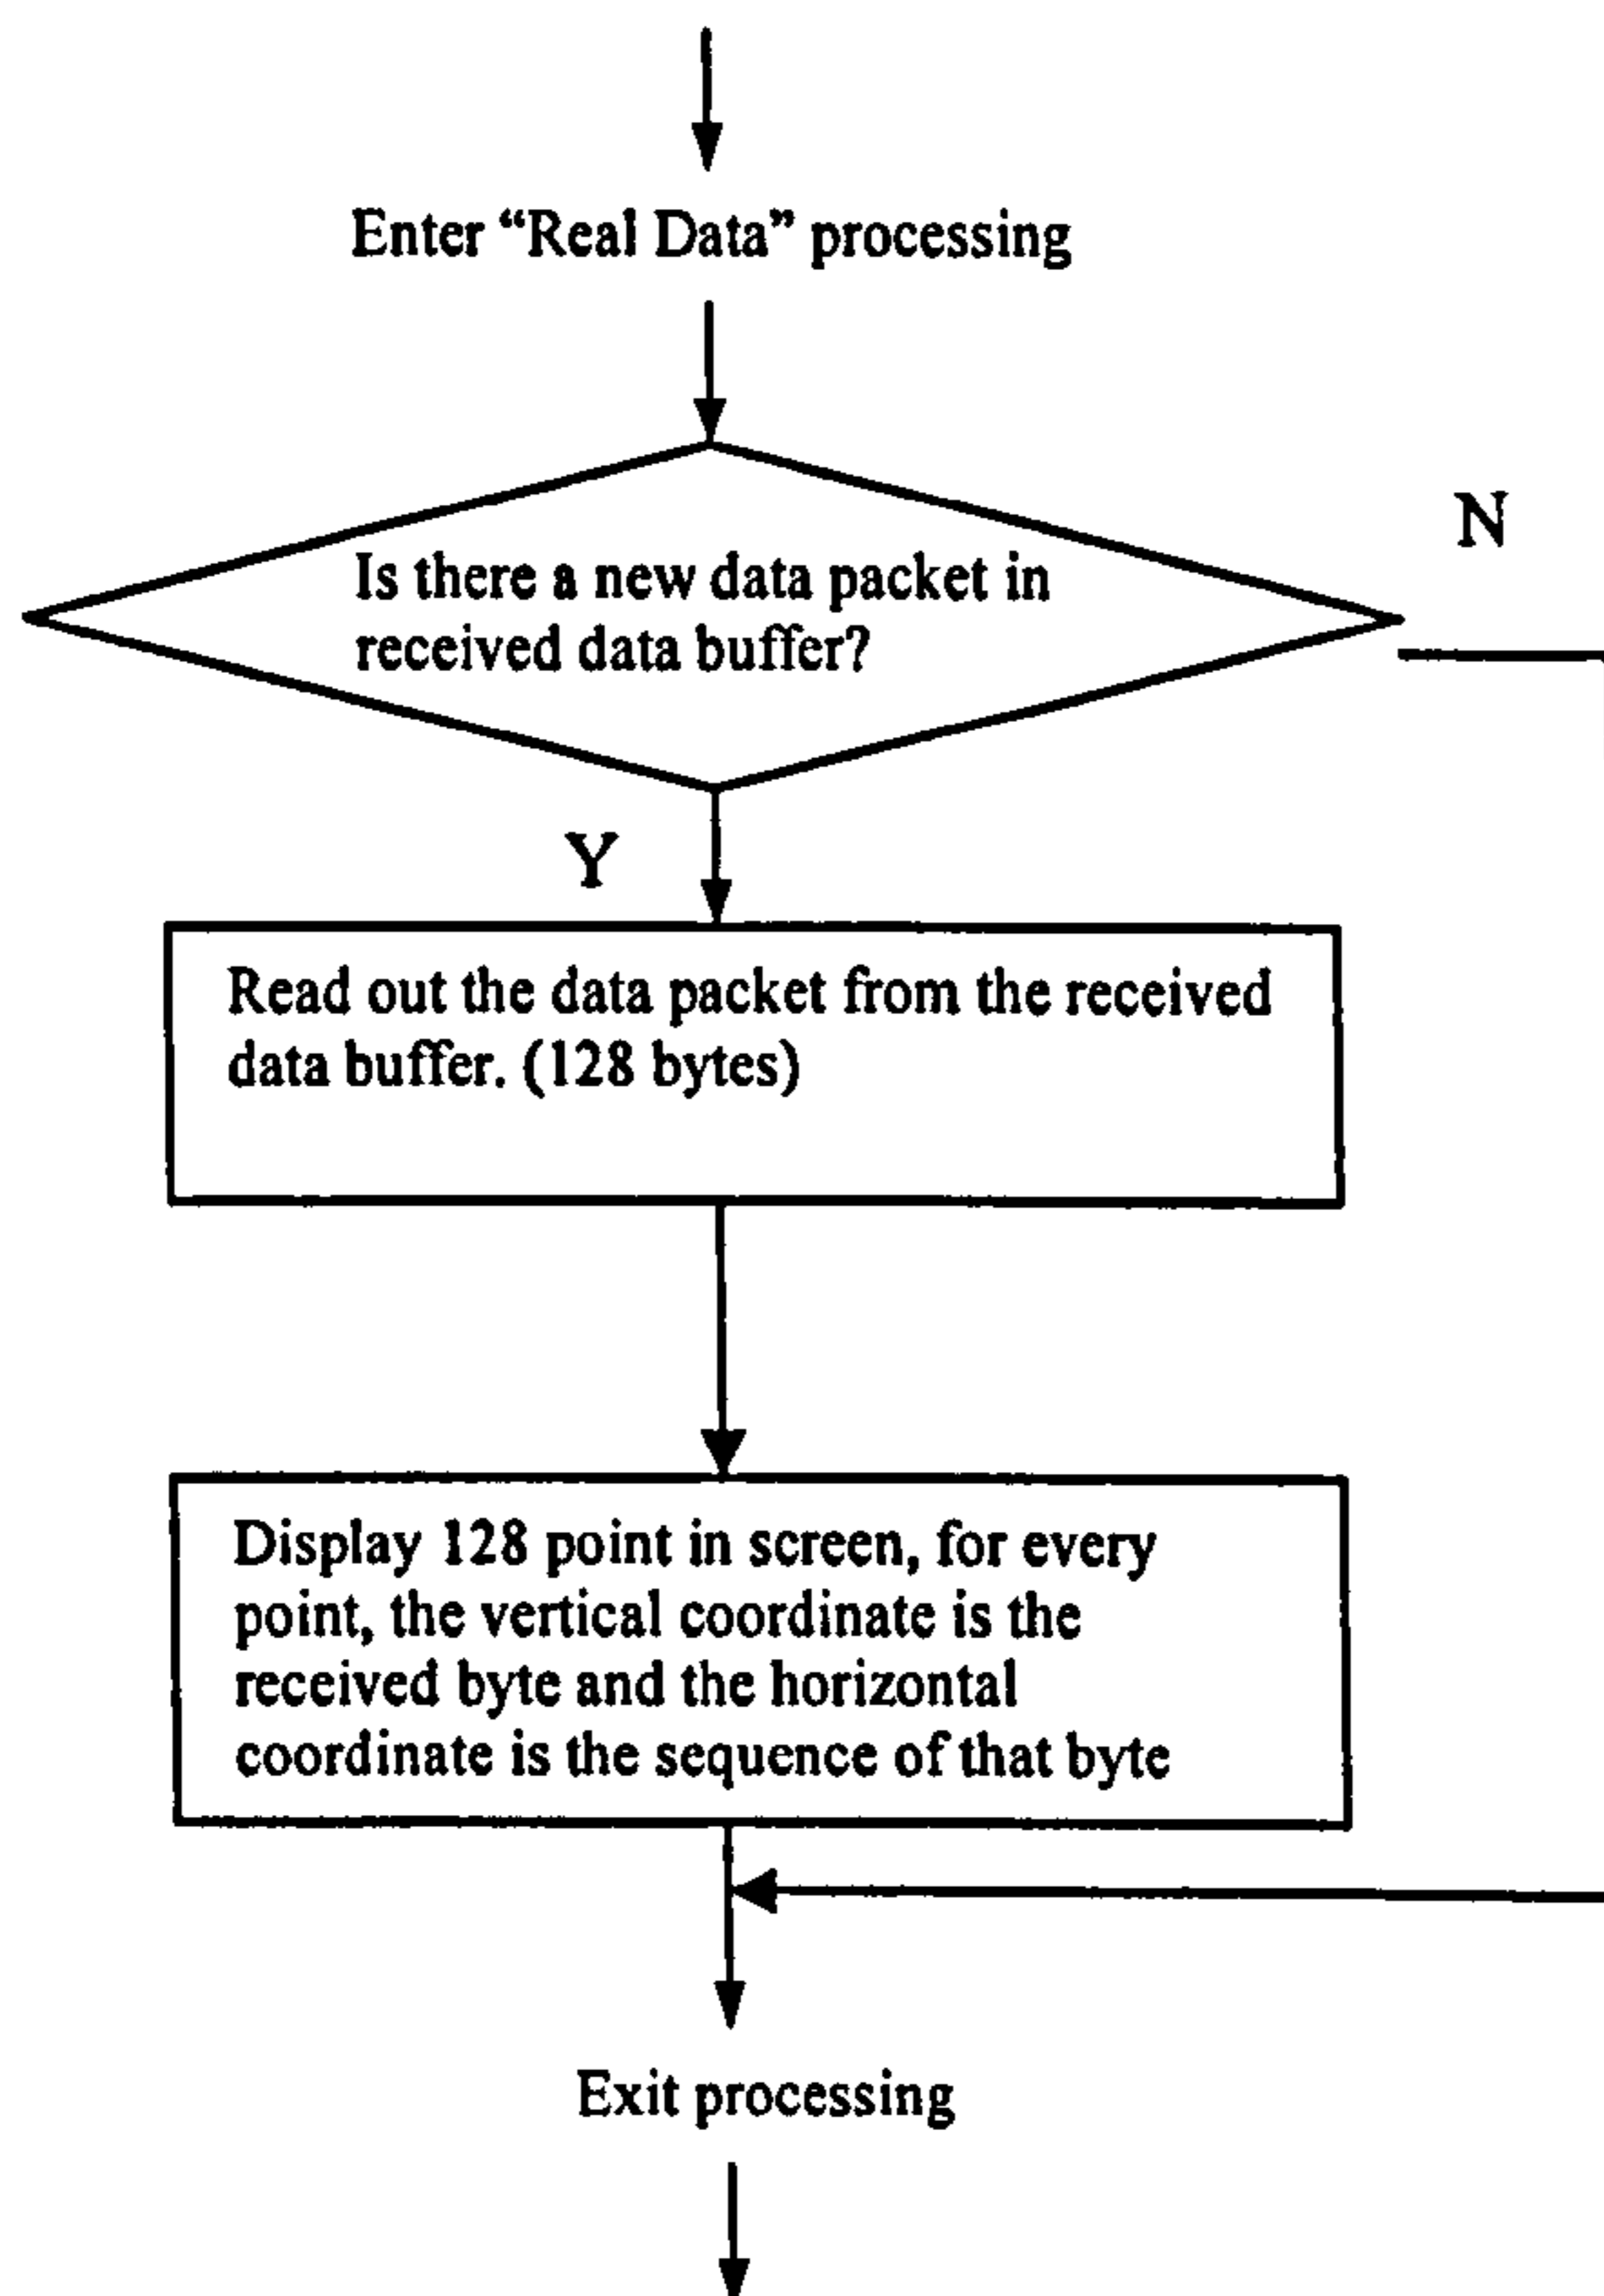 Enter “Real Data” processing
N
Is there a new data packet in
received data buffer?
Y
Read out the data packet from the received
data buffer. (128 bytes)
Display 128 point in screen, for every
point, the vertical coordinate is the
received byte and the horizontal
coordinate is the sequence of that byte
Exit processing